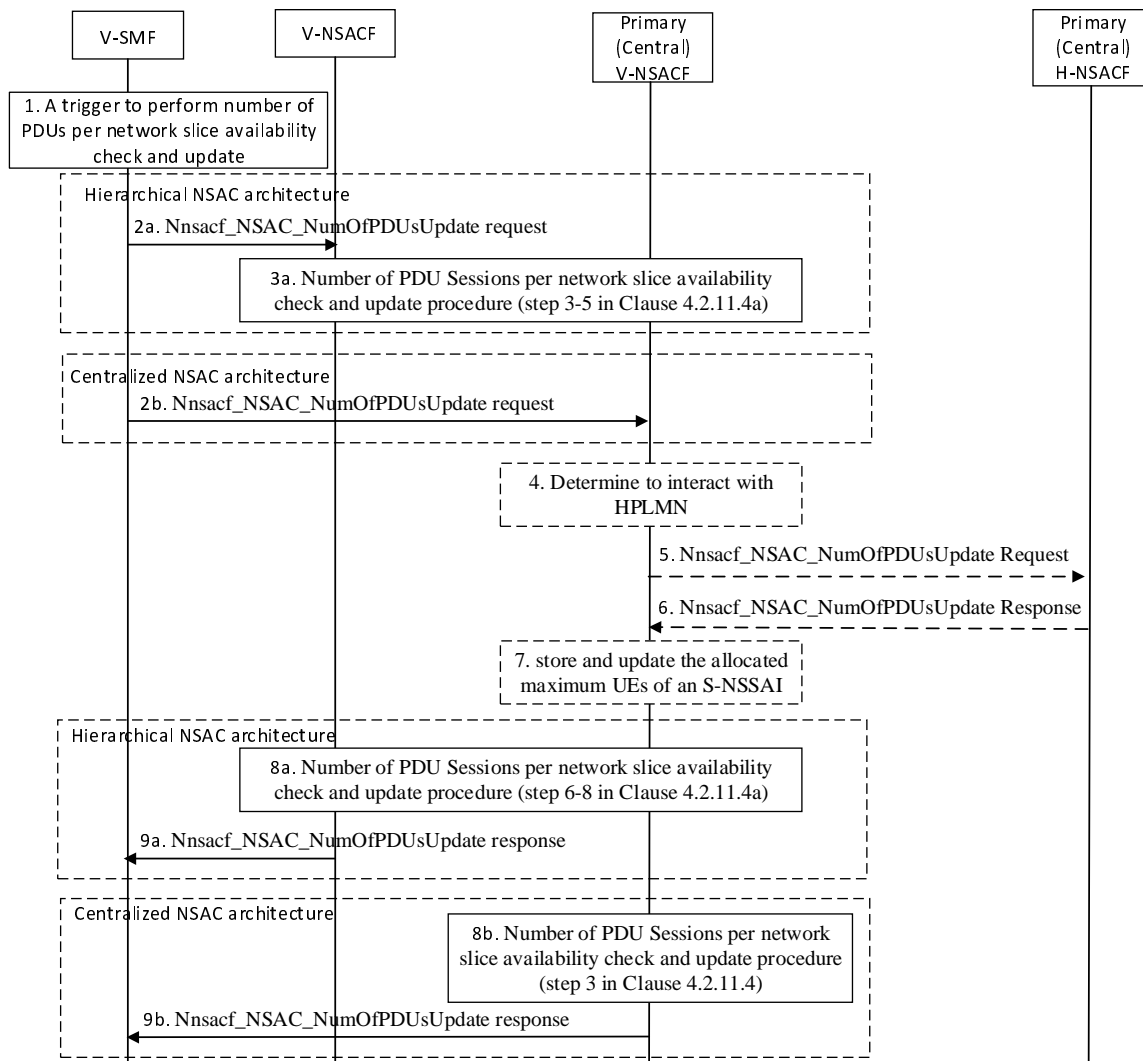 V-SMF
V-NSACF
Primary
(Central)
V-NSACF
Primary
(Central)
H-NSACF
1. A trigger to perform number of
PDUs per network slice availability
check and update
Hierarchical NSAC architecture
2a. Nnsacf_NSAC_NumOfPDUsUpdate request
3a. Number of PDU Sessions per network slice availability
check and update procedure (step 3-5 in Clause 4.2.11.4a)
Centralized NSAC architecture
2b. Nnsacf_NSAC_NumOfPDUsUpdate request
4. Determine to interact with
HPLMN
5. Nnsacf_NSAC_NumOfPDUsUpdate Request
6. Nnsacf_NSAC_NumOfPDUsUpdate Response
7. store and update the allocated
maximum UEs of an S-NSSAI
Hierarchical NSAC architecture
8a. Number of PDU Sessions per network slice availability
check and update procedure (step 6-8 in Clause 4.2.11.4a)
9a. Nnsacf_NSAC_NumOfPDUsUpdate response
Centralized NSAC architecture
8b. Number of PDU Sessions per network
slice availability check and update procedure
(step 3 in Clause 4.2.11.4)
9b. Nnsacf_NSAC_NumOfPDUsUpdate response